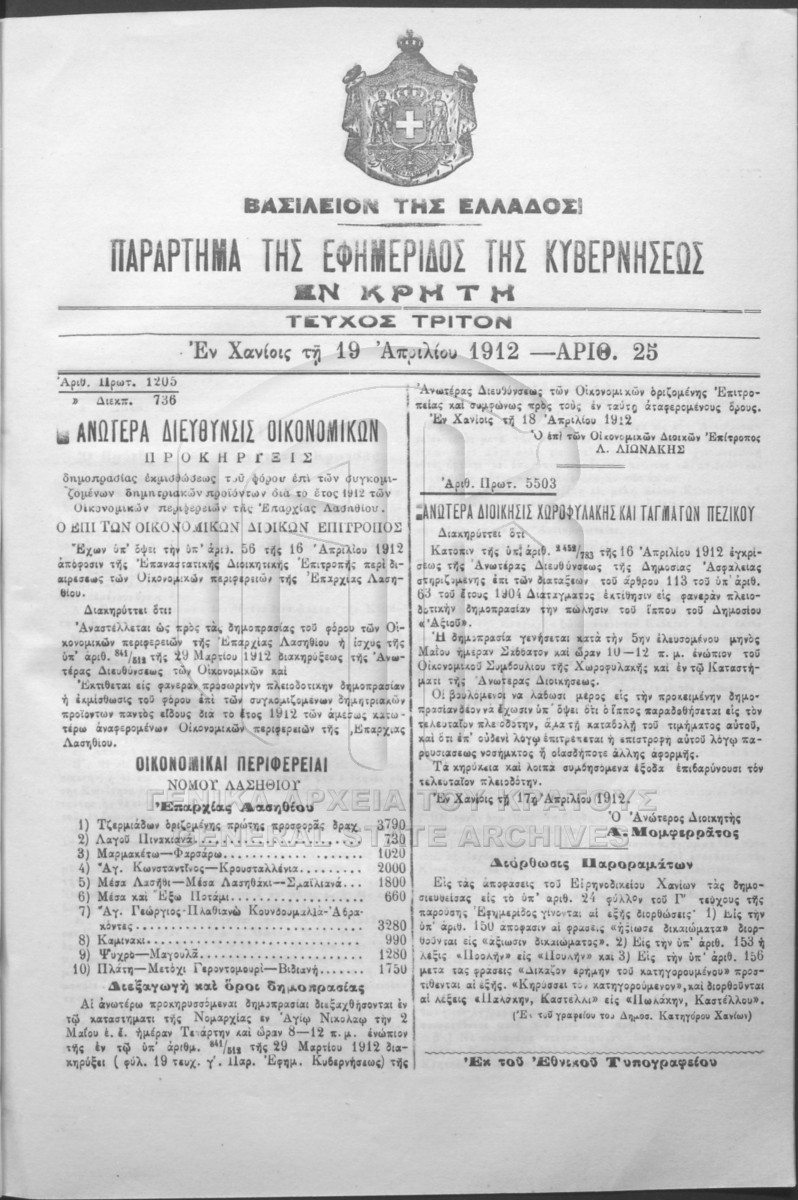 ΒΑΣΙΛΕΙΟΝ ΤΗΣ ΕΛΛΑΔΟΣ
ΠΑΡΑΡΤΗΜΑ ΤΗΣ ΕΦΗΜΕΡΙΔΟΣ ΤΗΣ ΚΥΒΕΡΝΗΣΕΩΣ
ΕΝ ΚΡΗΤΗ
ΤΕΥΧΟΣ ΤΡΙΤΟΝ
Ἐν Χανίοις τῇ 19 Ἀπριλίου 1912 —ΑΡΙΘ. 25
Ἀριθ. Πρωτ. 1205
» Διεκπ. 736
ΑΝΩΤΕΡΑ ΔΙΕΥΘΥΝΣΙΣ ΟΙΚΟΝΟΜΙΚΩΝ
ΠΡΟΚΗΡΥΞΙΣ
δημοπρασίας ἐκμισθώσεως τοῦ φόρου ἐπὶ τῶν συγκομι-
ζομένων δημητριακῶν προϊόντων διὰ τὸ ἔτος 1912 τῶν
Οἰκονομικῶν περιφερειῶν τῆς Ἐπαρχίας Λασηθίου.
Ο ΕΠΙ ΤΩΝ ΟΙΚΟΝΟΜΙΚΩΝ ΔΙΟΙΚΩΝ ΕΠΙΤΡΟΠΟΣ
Ἔχων ὑπ' ὄψει τὴν ὑπ' ἀριθ. 56 τῆς 16 Ἀπριλίου 1912
ἀπόφασιν τῆς Ἐπαναστατικῆς Διοικητικῆς Ἐπιτροπῆς περὶ δι-
αιρέσεως τῶν Οἰκονομικῶν περιφερειῶν τῆς Ἐπαρχίας Λαση-
θίου.
Διακηρύττει ὅτι:
Ἀναστέλλεται ὡς πρὸς τὰς δημοπρασίας τοῦ φόρου τῶν Οἰ-
κονομικῶν περιφερειῶν τῆς Ἐπαρχίας Λασηθίου ἡ ἰσχὺς τῆς
ὑπ' ἀριθ. 841/512 τῆς 29 Μαρτίου 1912 διακηρύξεως τῆς Ἀνω-
τέρας Διευθύνσεως τῶν Οἰκονομικῶν καὶ
Ἐκτίθεται εἰς φανερὰν προσωρινὴν πλειοδοτικὴν δημοπρασίαν
ἡ ἐκμίσθωσις τοῦ φόρου ἐπὶ τῶν συγκομιζομένων δημητριακῶν
προϊόντων παντὸς εἴδους διὰ τὸ ἔτος 1912 τῶν ἀμέσως κατω-
τέρω ἀναφερομένων Οἰκονομικῶν περιφερειῶν τῆς Ἐπαρχίας
Λασηθίου.
ΟΙΚΟΝΟΜΙΚΑΙ ΠΕΡΙΦΕΡΕΙΑΙ
ΝΟΜΟΥ ΛΑΣΗΘΙΟΥ
Ἐπαρχίας Λασηθίου
1) Τζερμιάδων ὁριζομένης πρώτης προσφορᾶς δραχ. 3790
2) Λαγοῦ Πινακιανὰ 730
3) Μαρμακέτω—Φαρσάρω 1020
4) Ἁγ. Κωνσταντῖνος—Κρουσταλλένια 2000
5) Μέσα Λασῆθι—Μέσα Λασηθάκι—Σμαϊλιανά 1800
6) Μέσα καὶ Ἔξω Ποτάμι 660
7) Ἅγ. Γεώργιος-Πλαθιανὼ Κουνδουμαλιὰ-Αβρα-
κόντες 3280
8) Καμινάκι 990
9) Ψυχρὸ—Μαγουλᾶ 1280
10) Πλάτη—Μετόχι Γεροντομουρί—Βιδιανή 1750
Διεξαγωγὴ καὶ ὅροι δημοπρασίας
Αἱ ἀνωτέρω προκηρυσσόμεναι δημοπρασίαι διεξαχθήσονται ἐν
τῷ καταστήματι τῆς Νομαρχίας ἐν Ἁγίῳ Νικολάῳ τὴν 2
Μαΐου ἐ. ἔ. ἡμέραν Τετάρτην καὶ ὥραν 8—12 π. μ. ἐνώπιον
τῆς ἐν τῷ ὑπ' ἀριθμ. 841/512 τῆς 29 Μαρτίου 1912 δια-
κηρύξει ( φύλ. 19 τευχ. γ'. Παρ. Ἐφημ. Κυβερνήσεως) τῆς
Ἀνωτέρας Διευθύνσεως τῶν Οἰκονομικῶν ὁριζομένης Ἐπιτρο-
πείας καὶ συμφώνως πρὸς τοὺς ἐν ταύτῃ ἀταφερομένους ὅρους.
Ἐν Χανίοις τῇ 18 Ἀπριλίου 1912
Ὁ ἐπὶ τῶν Οἰκονομικῶν Διοικῶν Ἐπίτροπος
Λ. ΛΙΩΝΑΚΗΣ
Ἀριθ. Πρωτ. 5503
ΑΝΩΤΕΡΑ ΔΙΟΙΚΗΣΙΣ ΧΩΡΟΦΥΛΑΚΗΣ ΚΑΙ ΤΑΓΜΑΤΩΝ ΠΕΖΙΚΟΥ
Διακηρύττει ὅτι
Κατόπιν τῆς ὑπ' ἀριθ. 2459/783 τῆς 16 Ἀπριλίου 1912 ἐγκρί-
σεως τῆς Ἀνωτέρας Διευθύνσεως τῆς Δημοσίας Ἀσφαλείας
στηριζομένης ἐπὶ τῶν διατάξεων τοῦ ἄρθρου 113 τοῦ ὑπ' ἀριθ.
63 τοῦ ἔτους 1904 Διατάγματος ἐκτίθησιν εἰς φανερὰν πλειο-
δοτικὴν δημοπρασίαν τὴν πώλησιν τοῦ ἵππου τοῦ Δημοσίου
«Ἀξιοῦ».
Ἡ δημοπρασία γενήσεται κατὰ τὴν 5ην ἐλευσομένου μηνὸς
Μαΐου ἡμέραν Σάββατον καὶ ὥραν 10—12 π. μ. ἐνώπιον τοῦ
Οἰκονομικοῦ Συμβουλίου τῆς Χωροφυλακῆς καὶ ἐν τῷ Καταστή-
ματι τῆς Ἀνωτέρας Διοικήσεως.
Οἱ βουλόμενοι νὰ λάβωσι μέρος εἰς τὴν προκειμένην δημο-
πρασίαν δέον νὰ ἔχωσιν ὑπ' ὄψει ὅτι ὁ ἵππος παραδοθήσεται εἰς τὸν
τελευταῖον πλειοδότην, ἅμα τῇ καταβολῇ τοῦ τιμήματος αὐτοῦ,
καὶ ὅτι ἐπ' οὐδενὶ λόγῳ ἐπιτρέπεται ἡ ἐπιστροφὴ αὐτοῦ λόγῳ πα-
ρουσιάσεως νοσήματος ἢ οἱασδήποτε ἄλλης ἀφορμῆς.
Τὰ κηρύκεια καὶ λοιπὰ συμθησόμενα ἔξοδα ἐπιβαρύνουσι τὸν
τελευταῖον πλειοδότην.
Ἐν Χανίοις τῇ 17ῃ Ἀπριλίου 1912.
Ὁ Ἀνώτερος Διοικητὴς
Α. Μομφερράτος
ΓΕΝΙΚΑ ΑΡΧΕΙΑ ΤΟΥ ΚΡΑΤΟΥΣ
GENERAL STATE ARCHIVES
Διόρθωσις Παροραμάτων
Εἰς τὰς ἀποφάσεις τοῦ Εἰρηνοδικείου Χανίων τὰς δημο-
σιευθείσας εἰς τὸ ὑπ' ἀριθ. 24 φύλλον τοῦ Γ' τεύχους τῆς
παρούσης Ἐφημερίδος γίνονται αἱ ἑξῆς διορθώσεις· 1) Εἰς τὴν
ὑπ' ἀριθ. 150 ἀπόφασιν αἱ φράσεις «ἠξίωσε δικαιώματα» διορ-
θοῦνται εἰς «ἀξίωσιν δικαιώματος». 2) Εἰς τὴν ὑπ' ἀριθ. 153 ἡ
λέξις «Ποολὴν» εἰς «Πουλὴν» καὶ 3) Εἰς τὴν ὑπ' ἀριθ. 156
μετὰ τὰς φράσεις «Δικάζον ἐρήμην τοῦ κατηγορουμένου» προσ-
τίθενται αἱ ἑξῆς. «Κηρύσσει τὸν κατηγορούμενον», καὶ διορθοῦνται
αἱ λέξεις «Παλάκην, Καστέλλι» εἰς «Πωλάκην, Καστέλλου».
(Ἐκ τοῦ γραφείου τοῦ Δημοσ. Κατηγόρου Χανίων)
Ἐκ τοῦ Ἐθνικοῦ Τυπογραφείου